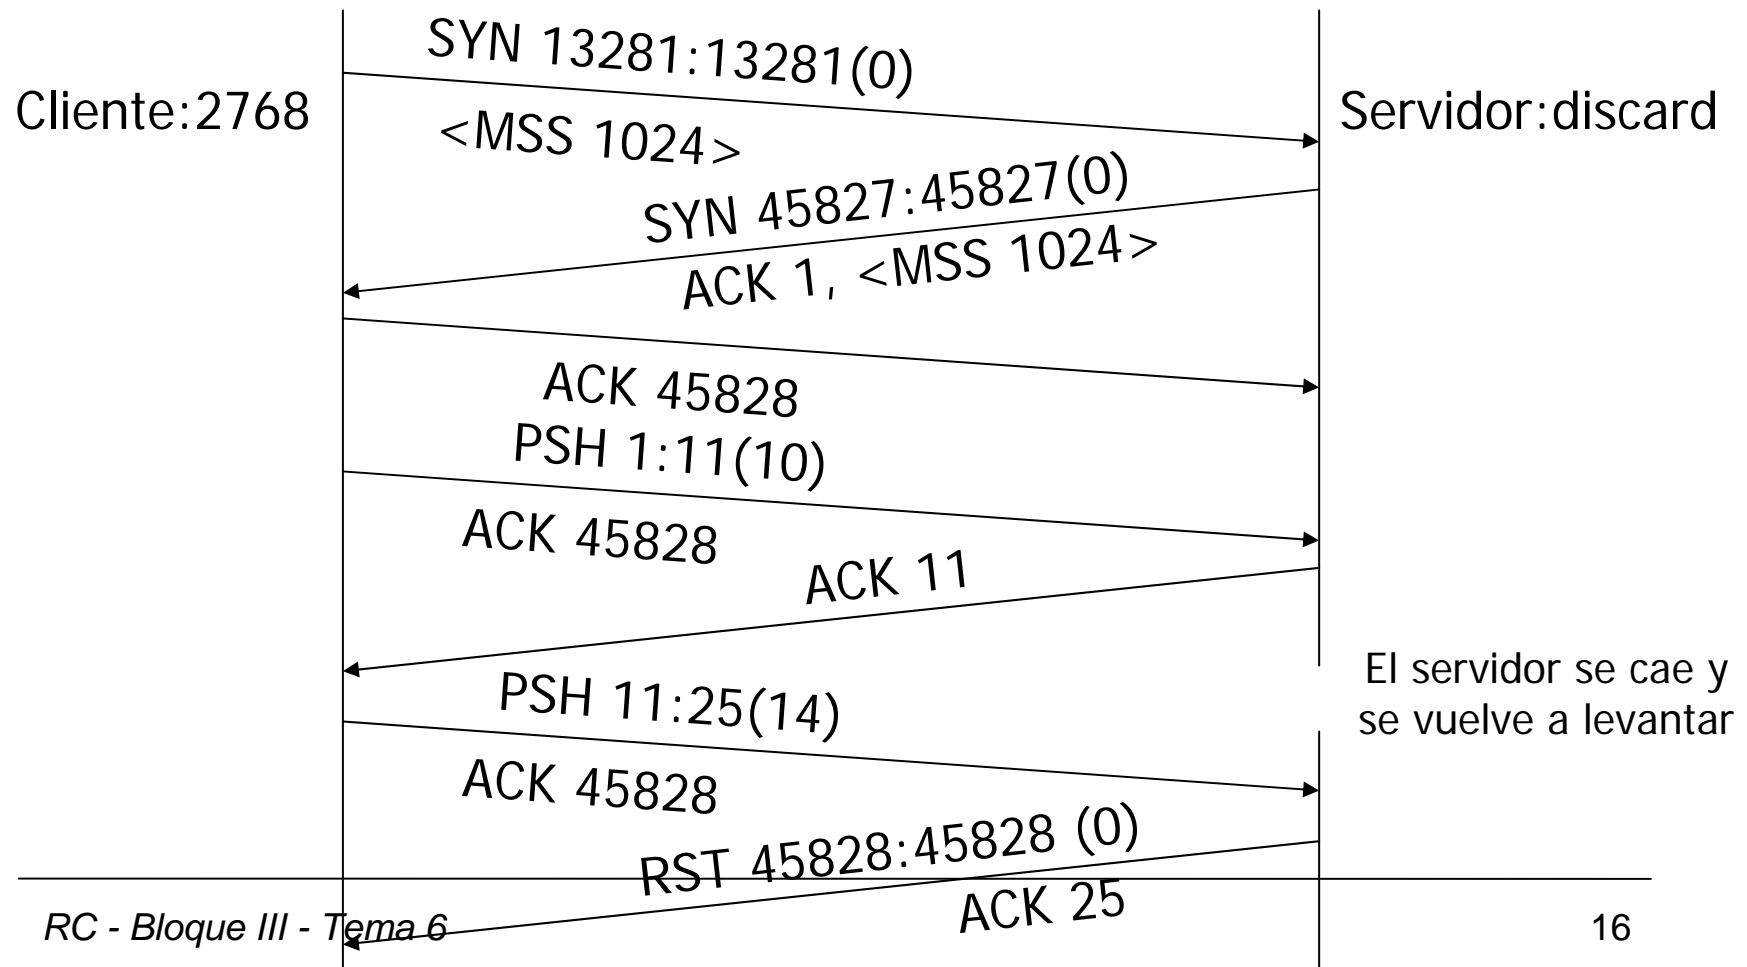 SYN 13281:13281(0)
Cliente:2768
Servidor:discard
<MSS 1024>
SYN 45827:45827(0)
ACK 1, <MSS 1024>
ACK 45828
PSH 1:11(10)
ACK 45828
ACK 11
El servidor se cae y
se vuelve a levantar
PSH 11:25(14)
ACK 45828
RST 45828:45828 (0)
ACK 25
RC - Bloque III - Tema 6
16